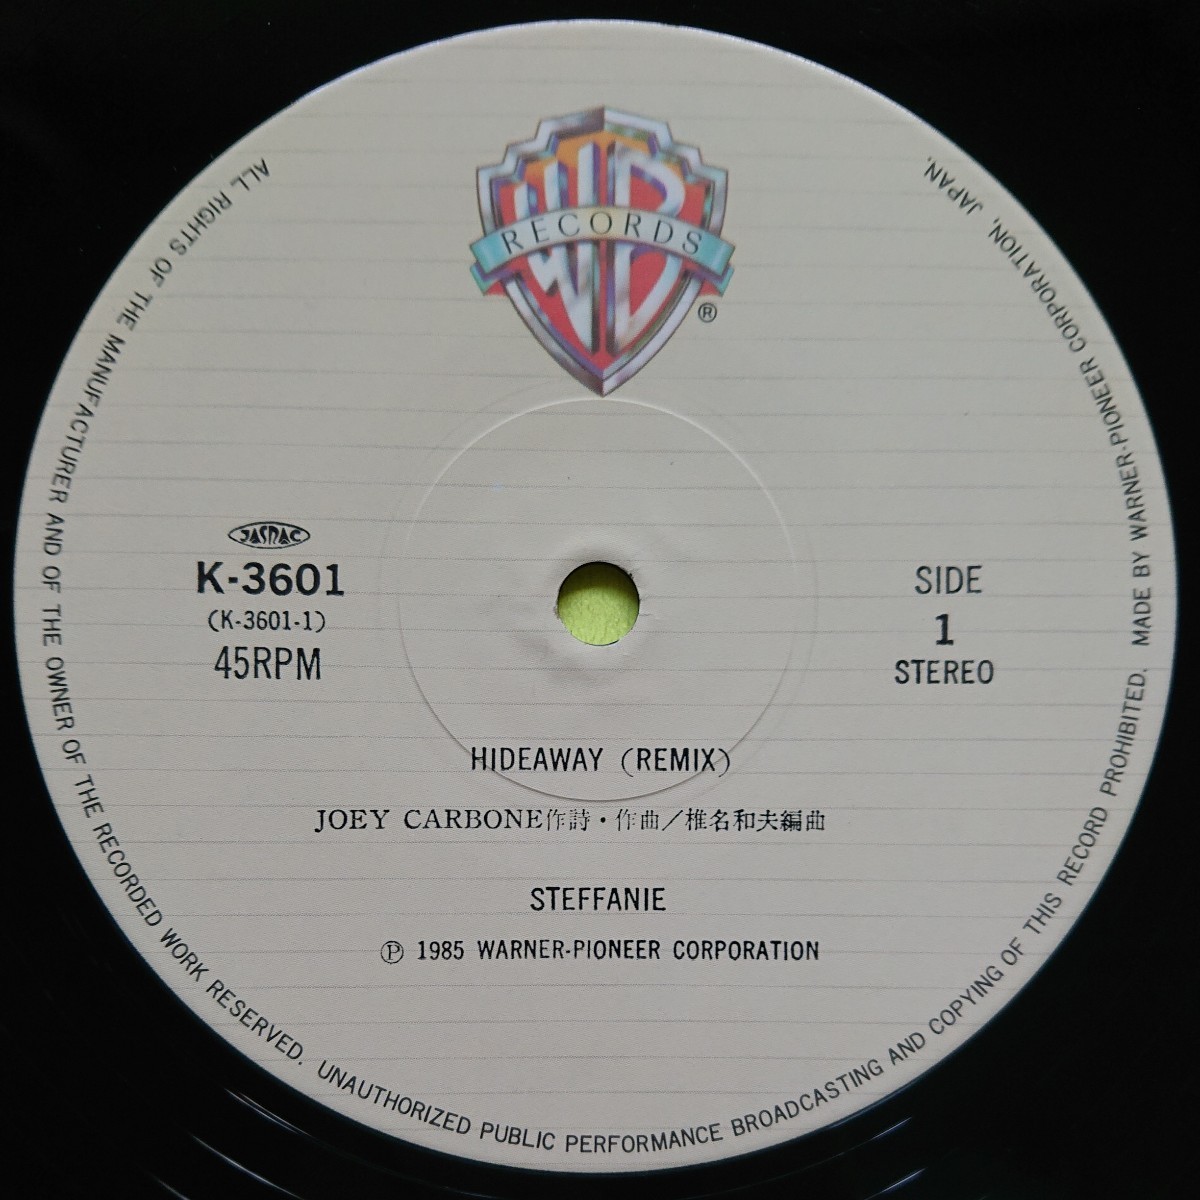 WB
RECORDS
®
JASRAC
K-3601
(K-3601-1)
45RPM
SIDE
1
STEREO
HIDEAWAY (REMIX)
JOEY CARBONE作詩・作曲／椎名和夫編曲
STEFFANIE
Ⓟ 1985 WARNER-PIONEER CORPORATION
ALL RIGHTS OF THE MANUFACTURER AND OF THE OWNER OF THE RECORDED WORK RESERVED. UNAUTHORIZED PUBLIC PERFORMANCE BROADCASTING AND COPYING OF THIS RECORD PROHIBITED. MADE BY WARNER-PIONEER CORPORATION, JAPAN.